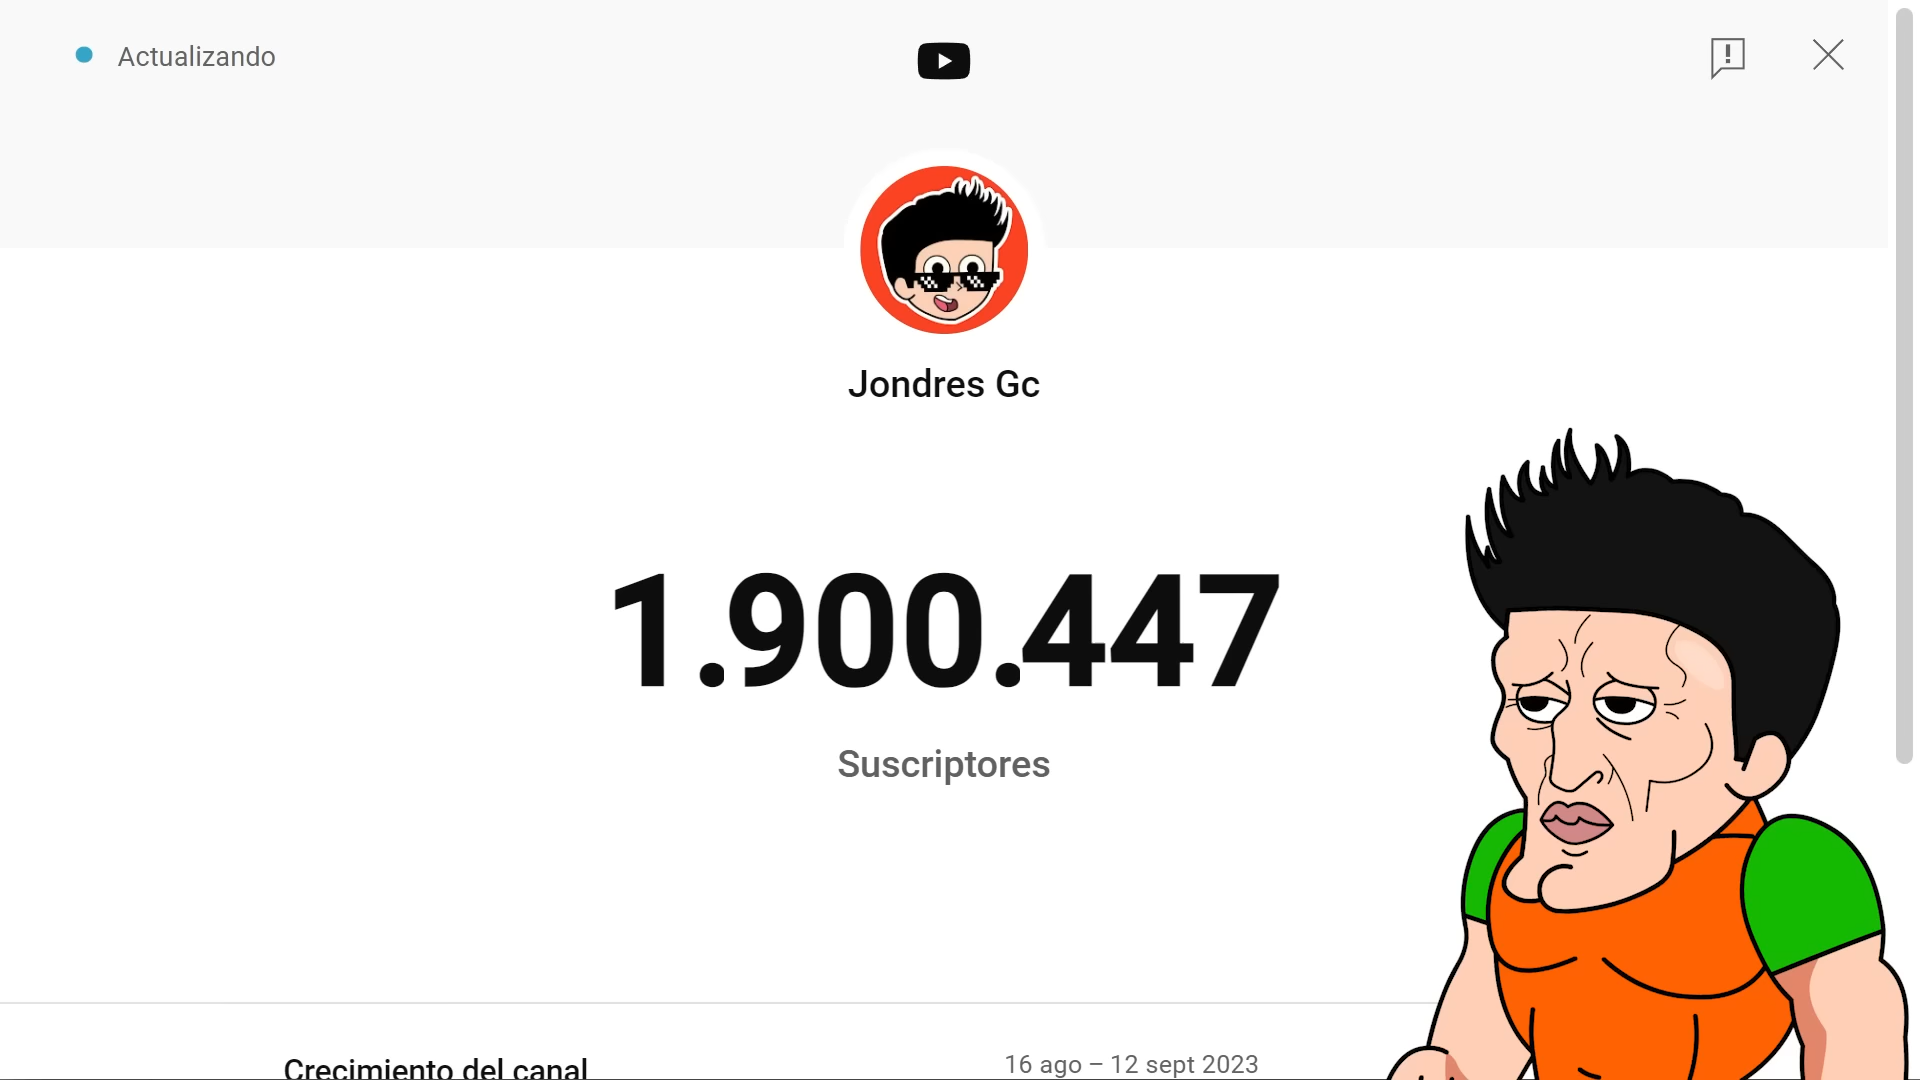 Actualizando
Jondres Gc
1.900.447
Suscriptores
Crecimiento del canal
16 ago – 12 sept 2023